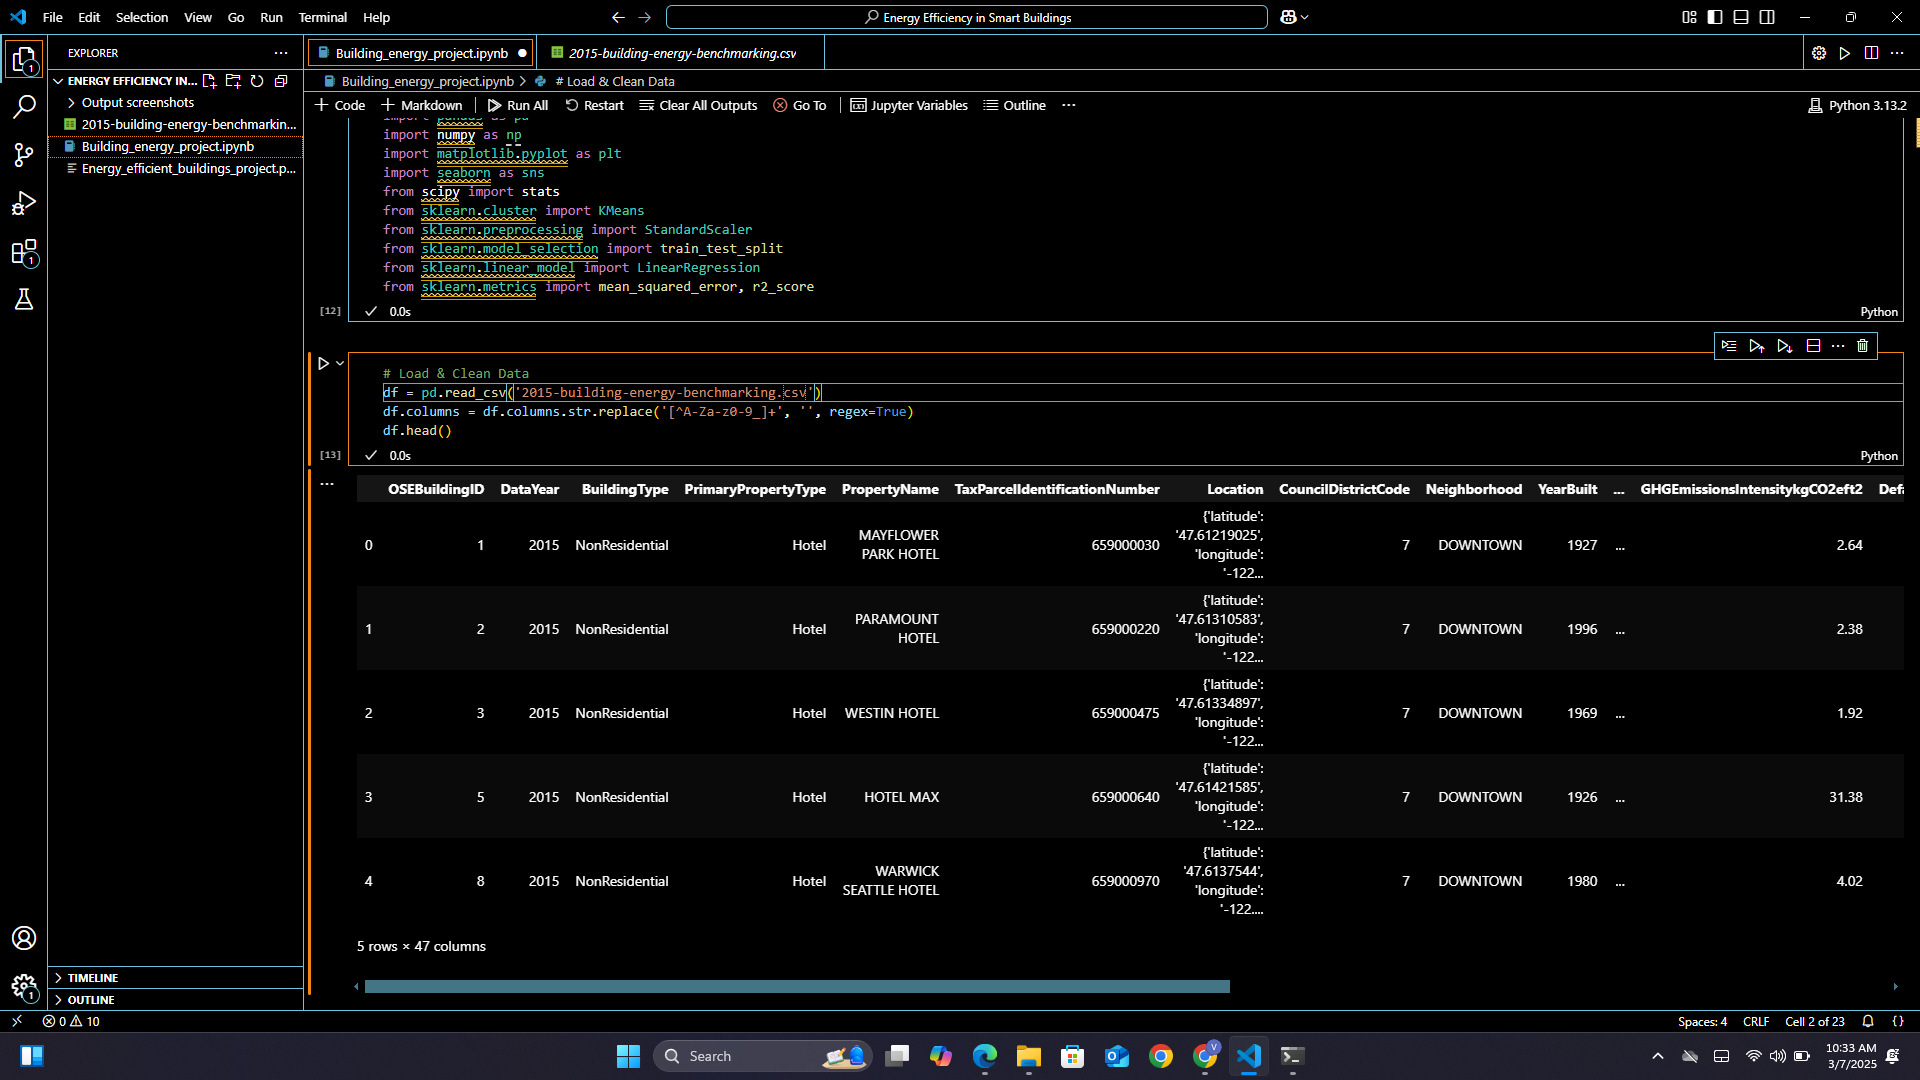 File Edit Selection View Go Run Terminal Help
Energy Efficiency in Smart Buildings
EXPLORER
ENERGY EFFICIENCY IN...
Output screenshots
2015-building-energy-benchmarkin...
Building_energy_project.ipynb
Energy_efficient_buildings_project.p...
TIMELINE
OUTLINE
Building_energy_project.ipynb
2015-building-energy-benchmarking.csv
Building_energy_project.ipynb > # Load & Clean Data
Code Markdown Run All Restart Clear All Outputs Go To Jupyter Variables Outline ... Python 3.13.2
import pandas as pd
import numpy as np
import matplotlib.pyplot as plt
import seaborn as sns
from scipy import stats
from sklearn.cluster import KMeans
from sklearn.preprocessing import StandardScaler
from sklearn.model_selection import train_test_split
from sklearn.linear_model import LinearRegression
from sklearn.metrics import mean_squared_error, r2_score
[12] 0.0s Python
# Load & Clean Data
df = pd.read_csv('2015-building-energy-benchmarking.csv')
df.columns = df.columns.str.replace('[^A-Za-z0-9_]+', '', regex=True)
df.head()
[13] 0.0s Python
OSEBuildingID DataYear BuildingType PrimaryPropertyType PropertyName TaxParcelIdentificationNumber Location CouncilDistrictCode Neighborhood YearBuilt ... GHGEmissionsIntensitykgCO2eft2 Defa
0 1 2015 NonResidential Hotel MAYFLOWER PARK HOTEL 659000030 {'latitude': '47.61219025', 'longitude': '-122... 7 DOWNTOWN 1927 ... 2.64
1 2 2015 NonResidential Hotel PARAMOUNT HOTEL 659000220 {'latitude': '47.61310583', 'longitude': '-122... 7 DOWNTOWN 1996 ... 2.38
2 3 2015 NonResidential Hotel WESTIN HOTEL 659000475 {'latitude': '47.61334897', 'longitude': '-122... 7 DOWNTOWN 1969 ... 1.92
3 5 2015 NonResidential Hotel HOTEL MAX 659000640 {'latitude': '47.61421585', 'longitude': '-122... 7 DOWNTOWN 1926 ... 31.38
4 8 2015 NonResidential Hotel WARWICK SEATTLE HOTEL 659000970 {'latitude': '47.6137544', 'longitude': '-122.... 7 DOWNTOWN 1980 ... 4.02
5 rows × 47 columns
0 10 Spaces: 4 CRLF Cell 2 of 23
Search
10:33 AM
3/7/2025